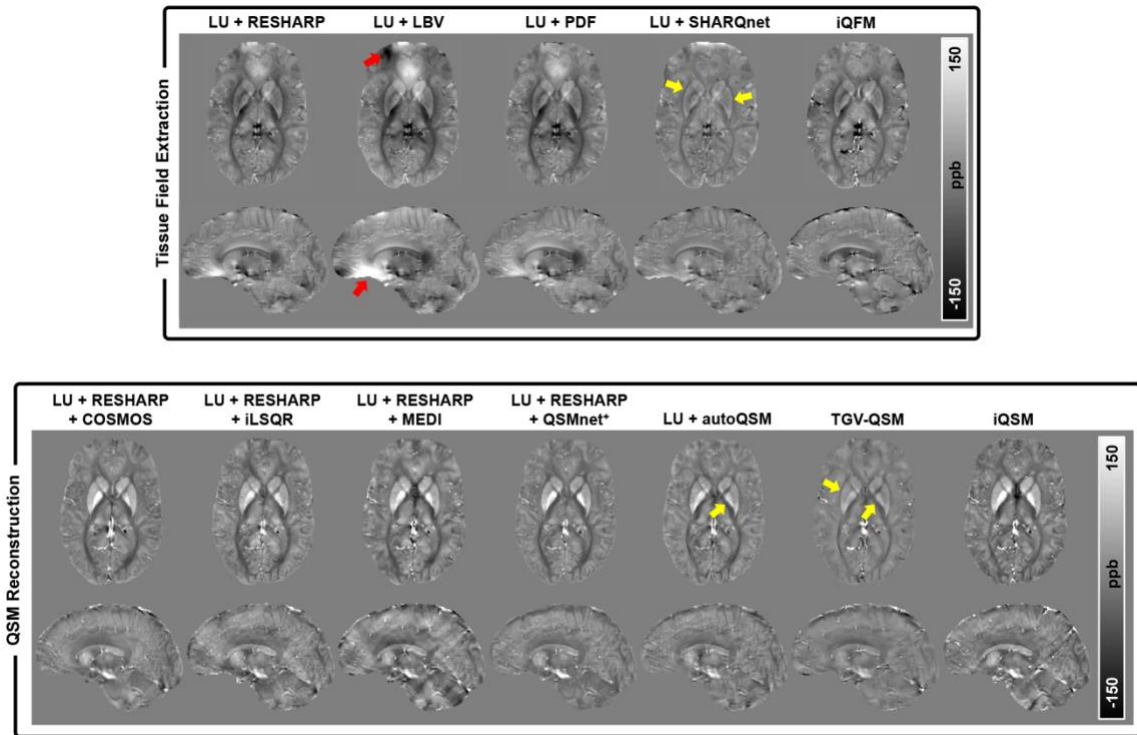 LU + RESHARP
LU + LBV
LU + PDF
LU + SHARQnet
iQFM
Tissue Field Extraction
150
ppb
-150
LU + RESHARP
+ COSMOS
LU + RESHARP
+ iLSQR
LU + RESHARP
+ MEDI
LU + RESHARP
+ QSMnet⁺
LU + autoQSM
TGV-QSM
iQSM
QSM Reconstruction
150
ppb
-150